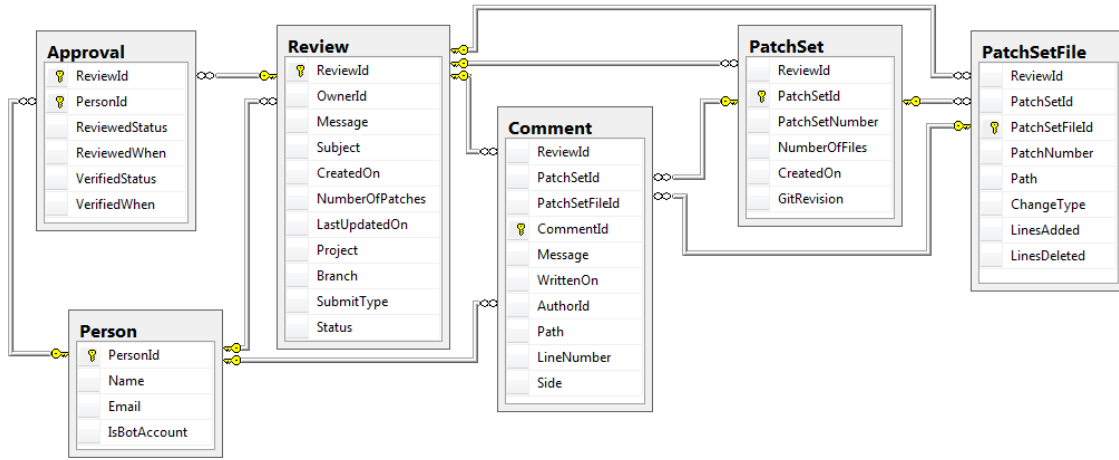 Approval
ReviewId
PersonId
ReviewedStatus
ReviewedWhen
VerifiedStatus
VerifiedWhen
Review
ReviewId
OwnerId
Message
Subject
CreatedOn
NumberOfPatches
LastUpdatedOn
Project
Branch
SubmitType
Status
Comment
ReviewId
PatchSetId
PatchSetFileId
CommentId
Message
WrittenOn
AuthorId
Path
LineNumber
Side
PatchSet
ReviewId
PatchSetId
PatchSetNumber
NumberOfFiles
CreatedOn
GitRevision
PatchSetFile
ReviewId
PatchSetId
PatchSetFileId
PatchNumber
Path
ChangeType
LinesAdded
LinesDeleted
Person
PersonId
Name
Email
IsBotAccount